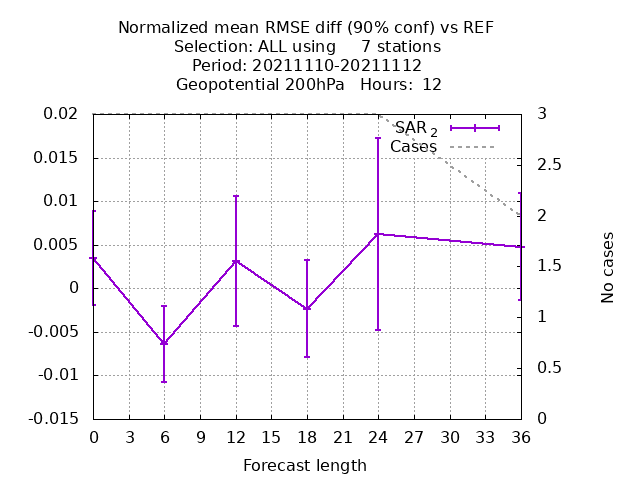 Normalized mean RMSE diff (90% conf) vs REF
Selection: ALL using     7 stations
Period: 20211110-20211112
Geopotential 200hPa   Hours:  12
SAR 2
Cases
0.02
0.015
0.01
0.005
0
-0.005
-0.01
-0.015
3
2.5
2
1.5
1
0.5
0
No cases
0 3 6 9 12 15 18 21 24 27 30 33 36
Forecast length